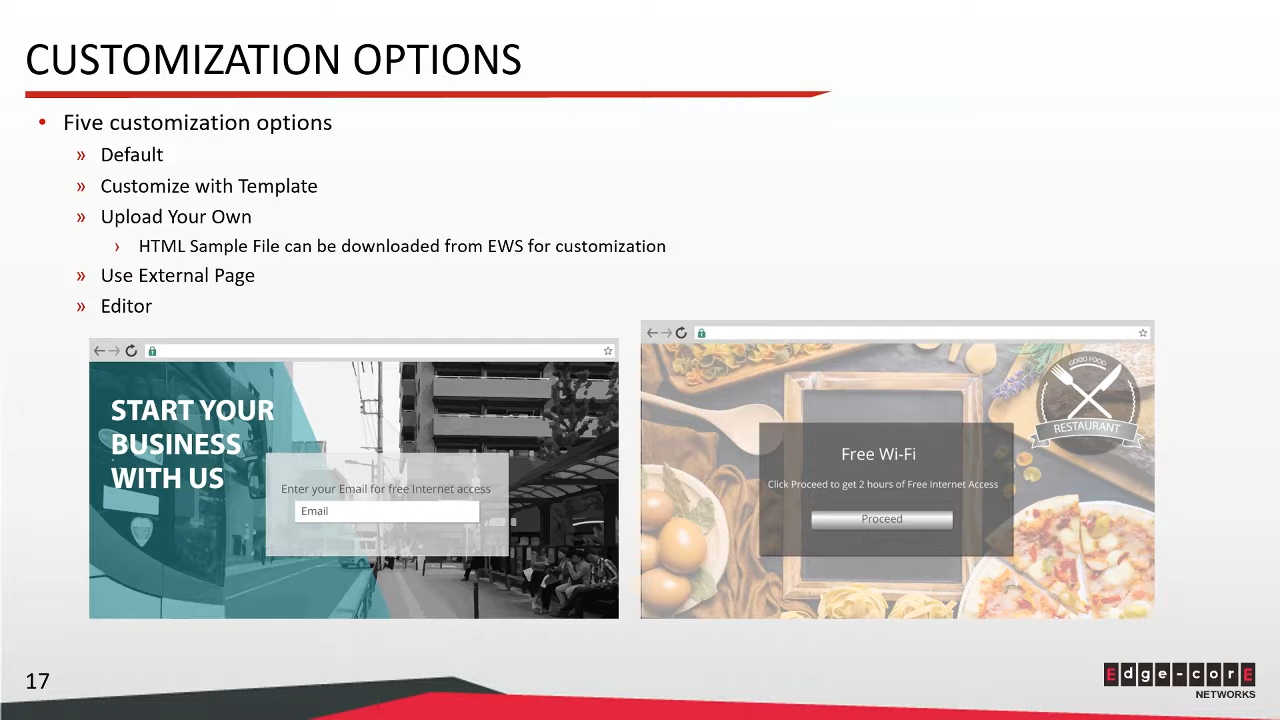 CUSTOMIZATION OPTIONS
• Five customization options
» Default
» Customize with Template
» Upload Your Own
› HTML Sample File can be downloaded from EWS for customization
» Use External Page
» Editor
START YOUR
BUSINESS
WITH US
Enter your Email for free Internet access
Email
GOOD FOOD
RESTAURANT
Free Wi-Fi
Click Proceed to get 2 hours of Free Internet Access
Proceed
17
Edge-corE
NETWORKS